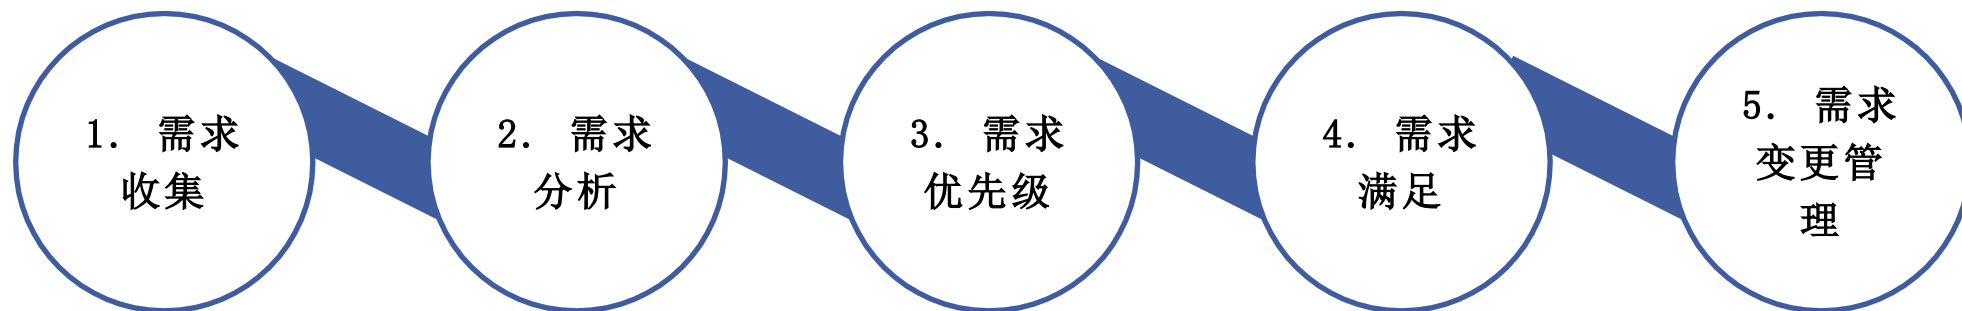 1. 需求
收集
2. 需求
分析
3. 需求
优先级
4. 需求
满足
5. 需求
变更管
理